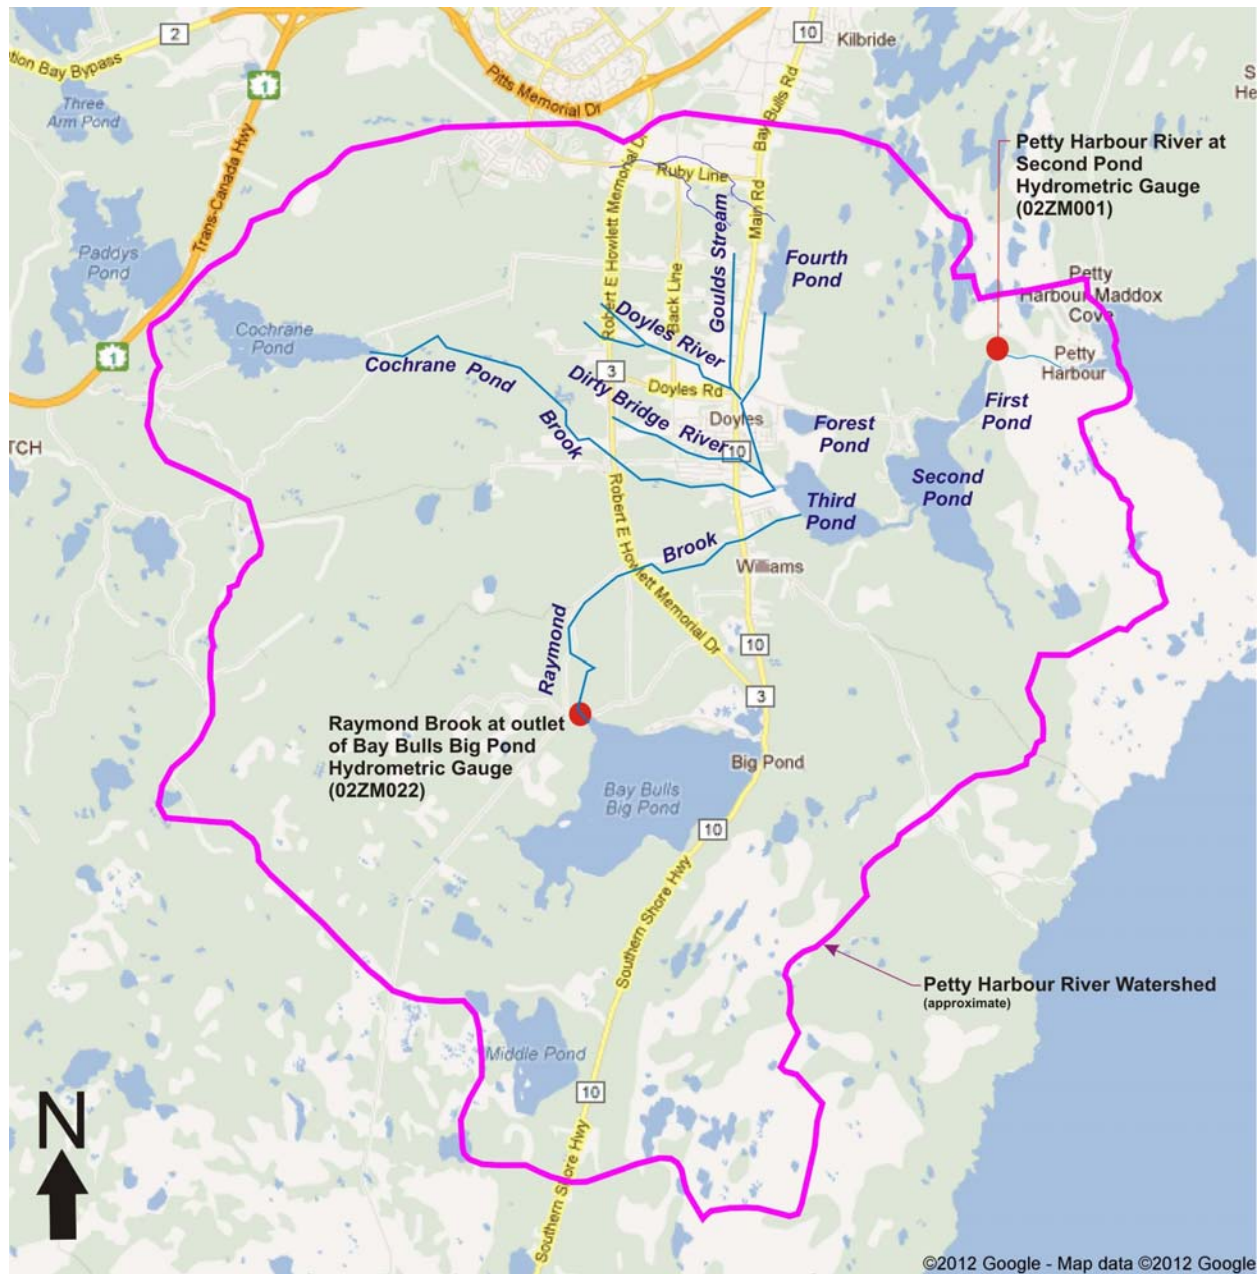 2
10
Kilbride
tion Bay Bypass
1
Pitts Memorial Dr
Three
Arm Pond
S
He
Bay Bulls Rd
Trans-Canada Hwy
Petty Harbour River at
Second Pond
Hydrometric Gauge
(02ZM001)
Robert E Howlett Memorial Dr
Ruby Line
Main Rd
Goulds Stream
Back Line
Paddys
Pond
Fourth
Pond
Petty
Harbour Maddox
Cove
Cochrane
Pond
Doyles River
1
Petty
Harbour
Cochrane Pond
Brook
3
Doyles Rd
Dirty Bridge River
Doyles
Forest
Pond
First
Pond
TCH
10
Second
Pond
Third
Pond
Robert E Howlett Memorial Dr
Brook
Williams
Raymond
10
3
Raymond Brook at outlet
of Bay Bulls Big Pond
Hydrometric Gauge
(02ZM022)
Big Pond
Bay Bulls
Big Pond
10
Southern Shore Hwy
Petty Harbour River Watershed
(approximate)
Middle Pond
10
Southern Shore Hwy
N
©2012 Google - Map data ©2012 Google